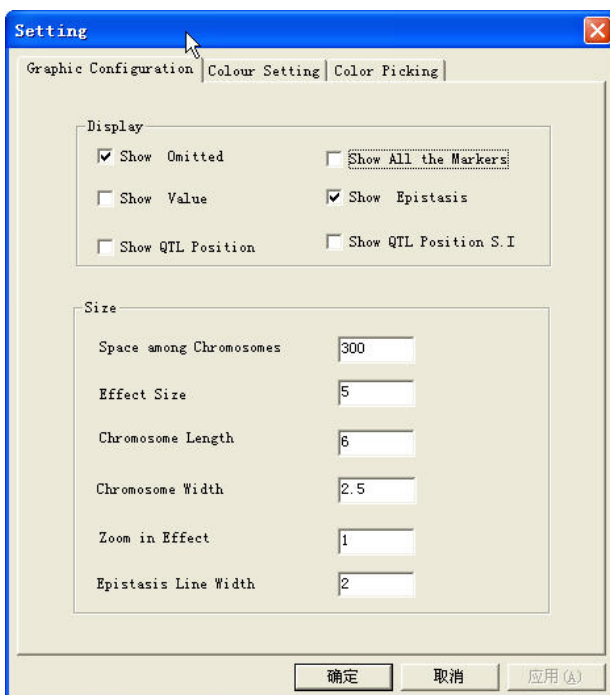 Setting
Graphic Configuration Colour Setting Color Picking
Display
Show Omitted Show All the Markers
Show Value Show Epistasis
Show QTL Position Show QTL Position S.I
Size
Space among Chromosomes 300
Effect Size 5
Chromosome Length 6
Chromosome Width 2.5
Zoom in Effect 1
Epistasis Line Width 2
确定 取消 应用(A)